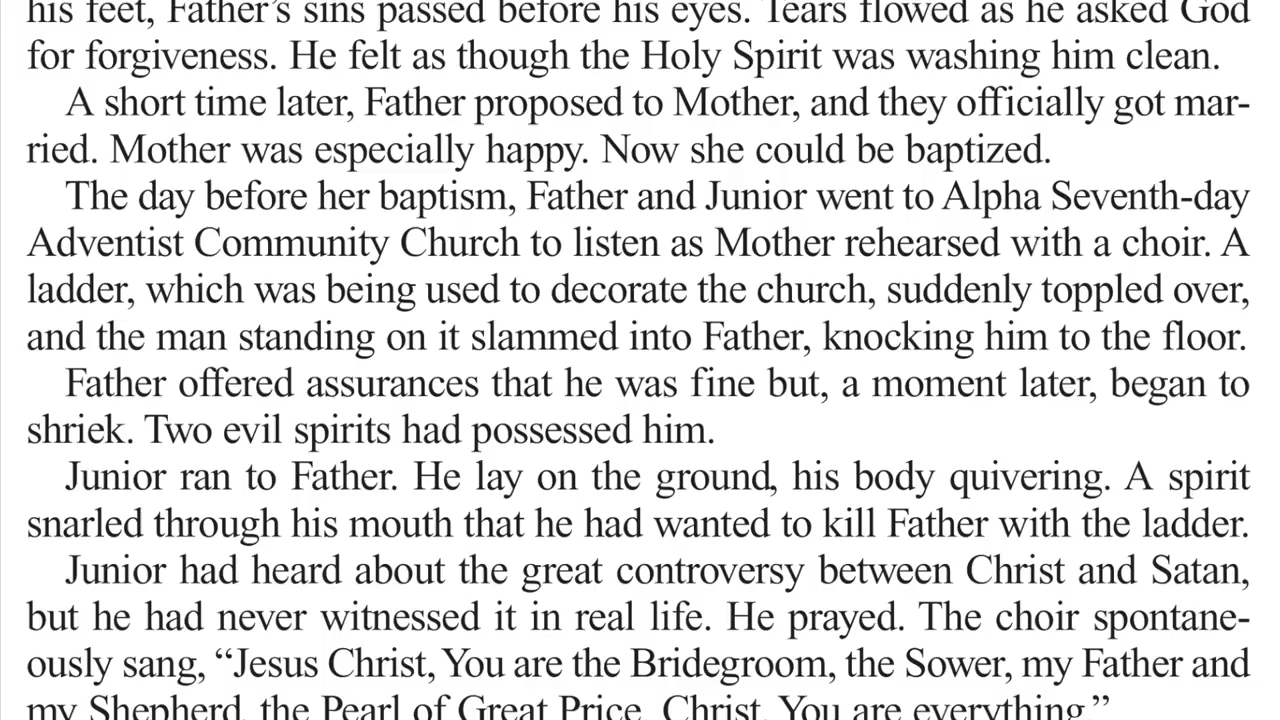 his feet, Father’s sins passed before his eyes. Tears flowed as he asked God
for forgiveness. He felt as though the Holy Spirit was washing him clean.
A short time later, Father proposed to Mother, and they officially got mar-
ried. Mother was especially happy. Now she could be baptized.
The day before her baptism, Father and Junior went to Alpha Seventh-day
Adventist Community Church to listen as Mother rehearsed with a choir. A
ladder, which was being used to decorate the church, suddenly toppled over,
and the man standing on it slammed into Father, knocking him to the floor.
Father offered assurances that he was fine but, a moment later, began to
shriek. Two evil spirits had possessed him.
Junior ran to Father. He lay on the ground, his body quivering. A spirit
snarled through his mouth that he had wanted to kill Father with the ladder.
Junior had heard about the great controversy between Christ and Satan,
but he had never witnessed it in real life. He prayed. The choir spontane-
ously sang, “Jesus Christ, You are the Bridegroom, the Sower, my Father and
my Shepherd, the Pearl of Great Price. Christ, You are everything.”